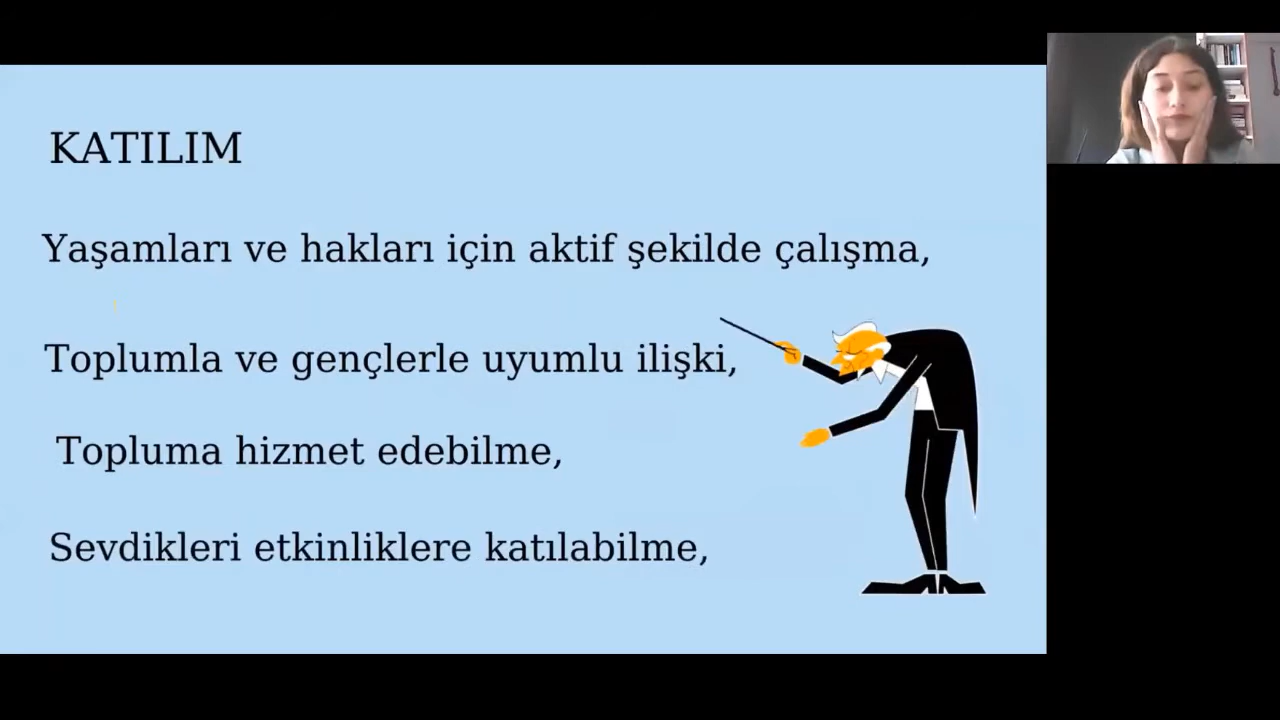 KATILIM
Yaşamları ve hakları için aktif şekilde çalışma,
Toplumla ve gençlerle uyumlu ilişki,
Topluma hizmet edebilme,
Sevdikleri etkinliklere katılabilme,